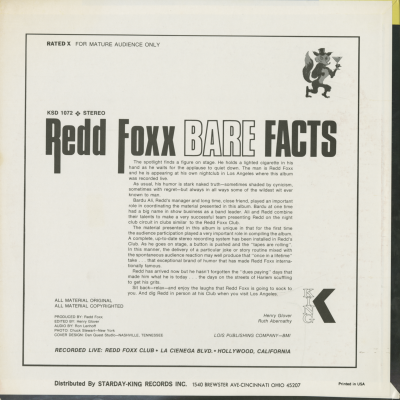 RATED X FOR MATURE AUDIENCE ONLY
KSD 1072 STEREO
Redd Foxx BARE FACTS
The spotlight finds a figure on stage. He holds a lighted cigarette in his
hand as he waits for the applause to quiet down. The man is Redd Foxx
and he is appearing at his own nightclub in Los Angeles where this album
was recorded live.
As usual, his humor is stark naked truth—sometimes shaded by cynicism,
sometimes with regret—but always in all ways some of the wildest wit ever
known to man.
Bardu Ali, Redd's manager and long time, close friend, played an important
role in coordinating the material presented in this album. Bardu at one time
had a big name in show business as a band leader. Ali and Redd combine
their talents to make a very successful team presenting Redd on the night
club circuit in clubs similar to the Redd Foxx Club.
The material presented in this album is unique in that for the first time
the audience participation played a very important role in compiling the album.
A complete, up-to-date stereo recording system has been installed in Redd's
Club. As he goes on stage, a button is pushed and the "tapes are rolling".
In this manner, the delivery of a particular joke or story routine mixed with
the spontaneous audience reaction may well produce that "once in a lifetime"
take . . . that exceptional brand of humor that has made Redd Foxx interna-
tionally famous.
Redd has arrived now but he hasn't forgotten the "dues paying" days that
made him what he is today . . . the days on the streets of Harlem scuffling
to get his grits.
Sit back—relax—and enjoy the laughs that Redd Foxx is going to sock to
you. And dig Redd in person at his Club when you visit Los Angeles.
Henry Glover
Ruth Abernathy
ALL MATERIAL ORIGINAL
ALL MATERIAL COPYRIGHTED
PRODUCED BY: Redd Foxx
EDITED BY: Henry Glover
AUDIO BY: Ron Lenhoff
PHOTO: Chuck Stewart—New York
COVER DESIGN: Dan Quest Studio—NASHVILLE, TENNESSEE
LOIS PUBLISHING COMPANY—BMI
KING
K
RECORDED LIVE: REDD FOXX CLUB • LA CIENEGA BLVD. • HOLLYWOOD, CALIFORNIA
Distributed By STARDAY-KING RECORDS INC. 1540 BREWSTER AVE-CINCINNATI OHIO 45207
Printed in USA